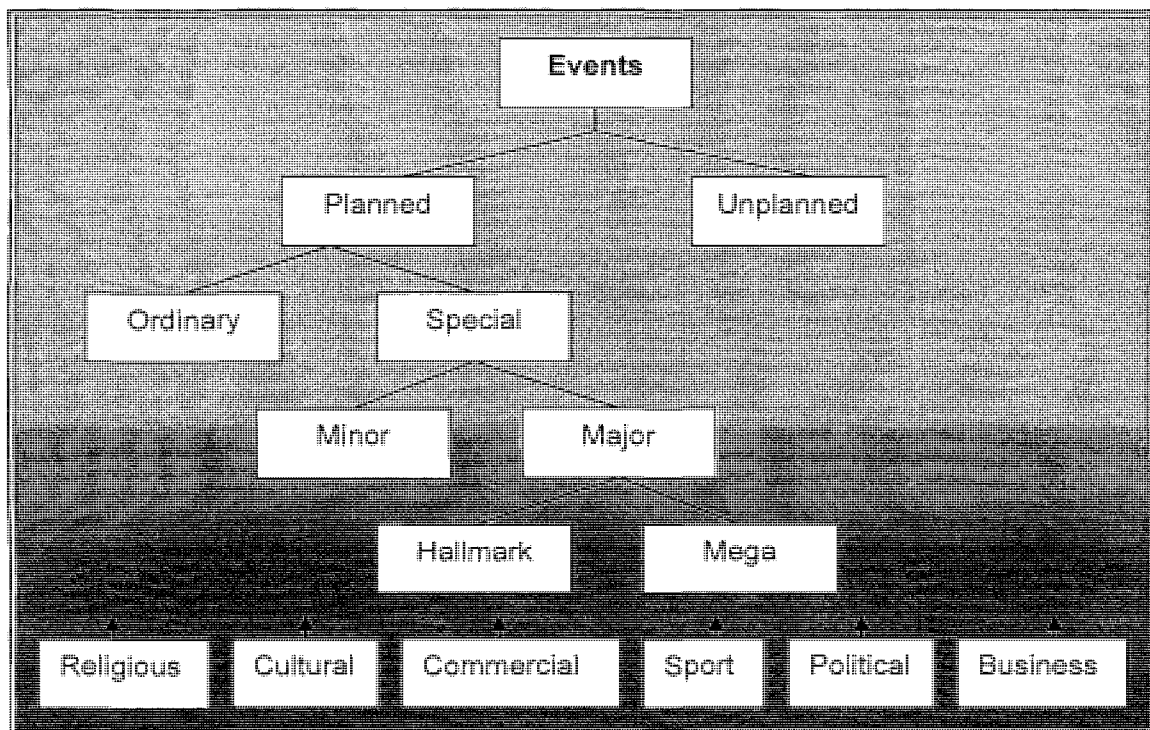 Events
Planned Unplanned
Ordinary Special
Minor Major
Hallmark Mega
Religious Cultural Commercial Sport Political Business